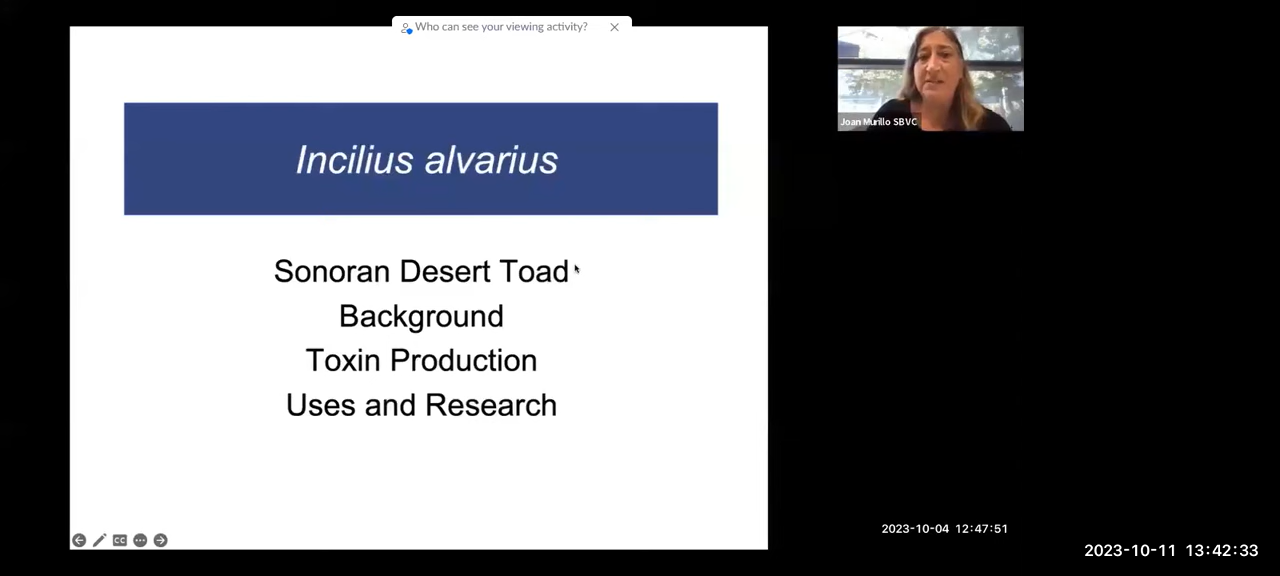 Who can see your viewing activity?
Incilius alvarius
Joan Murillo SBVC
Sonoran Desert Toad
Background
Toxin Production
Uses and Research
CC
2023-10-04 12:47:51
2023-10-11 13:42:33